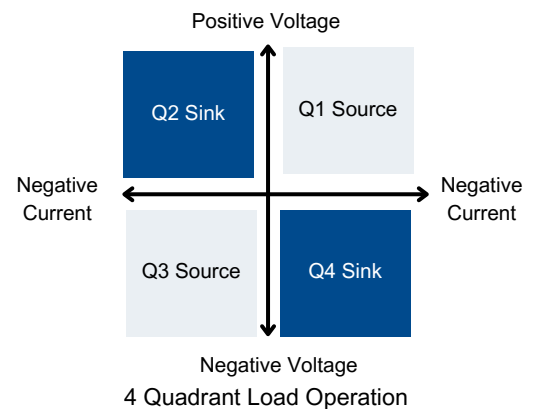 Positive Voltage
Q2 Sink
Q1 Source
Negative
Current
Negative
Current
Q3 Source
Q4 Sink
Negative Voltage
4 Quadrant Load Operation